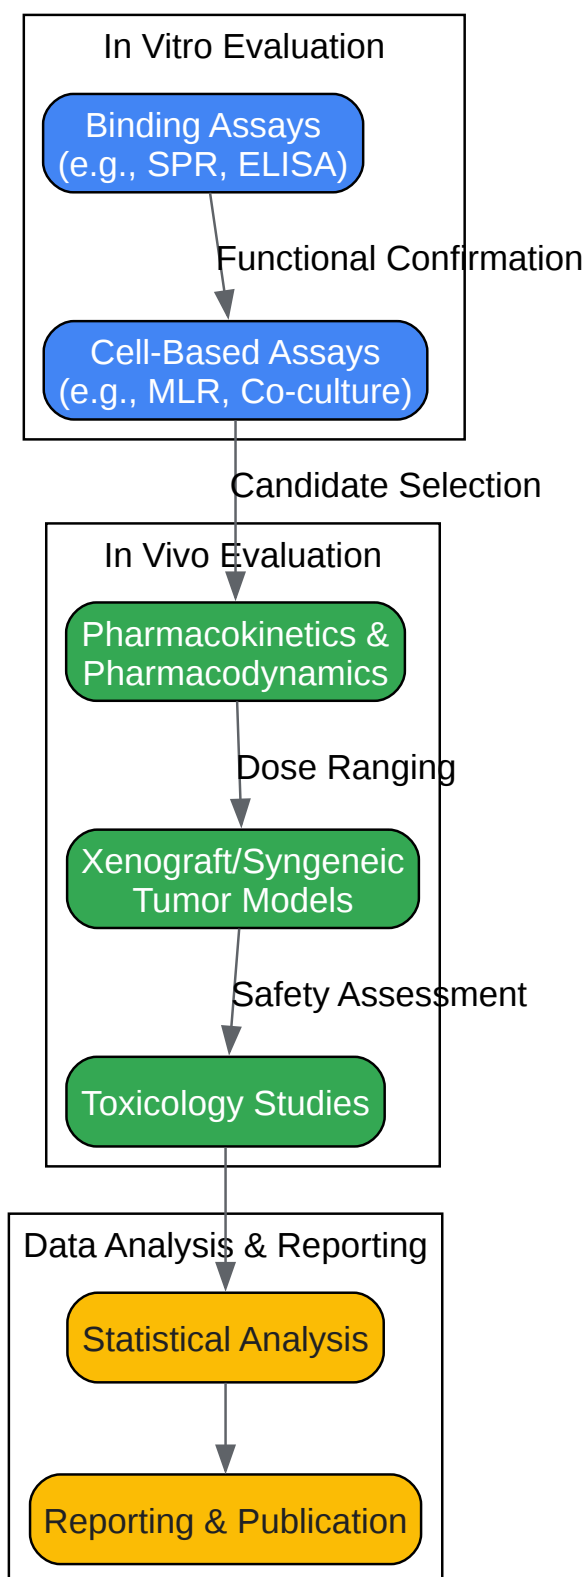 In Vitro Evaluation
Binding Assays
(e.g., SPR, ELISA)
Functional Confirmation
Cell-Based Assays
(e.g., MLR, Co-culture)
Candidate Selection
In Vivo Evaluation
Pharmacokinetics &
Pharmacodynamics
Dose Ranging
Xenograft/Syngeneic
Tumor Models
Safety Assessment
Toxicology Studies
Data Analysis & Reporting
Statistical Analysis
Reporting & Publication